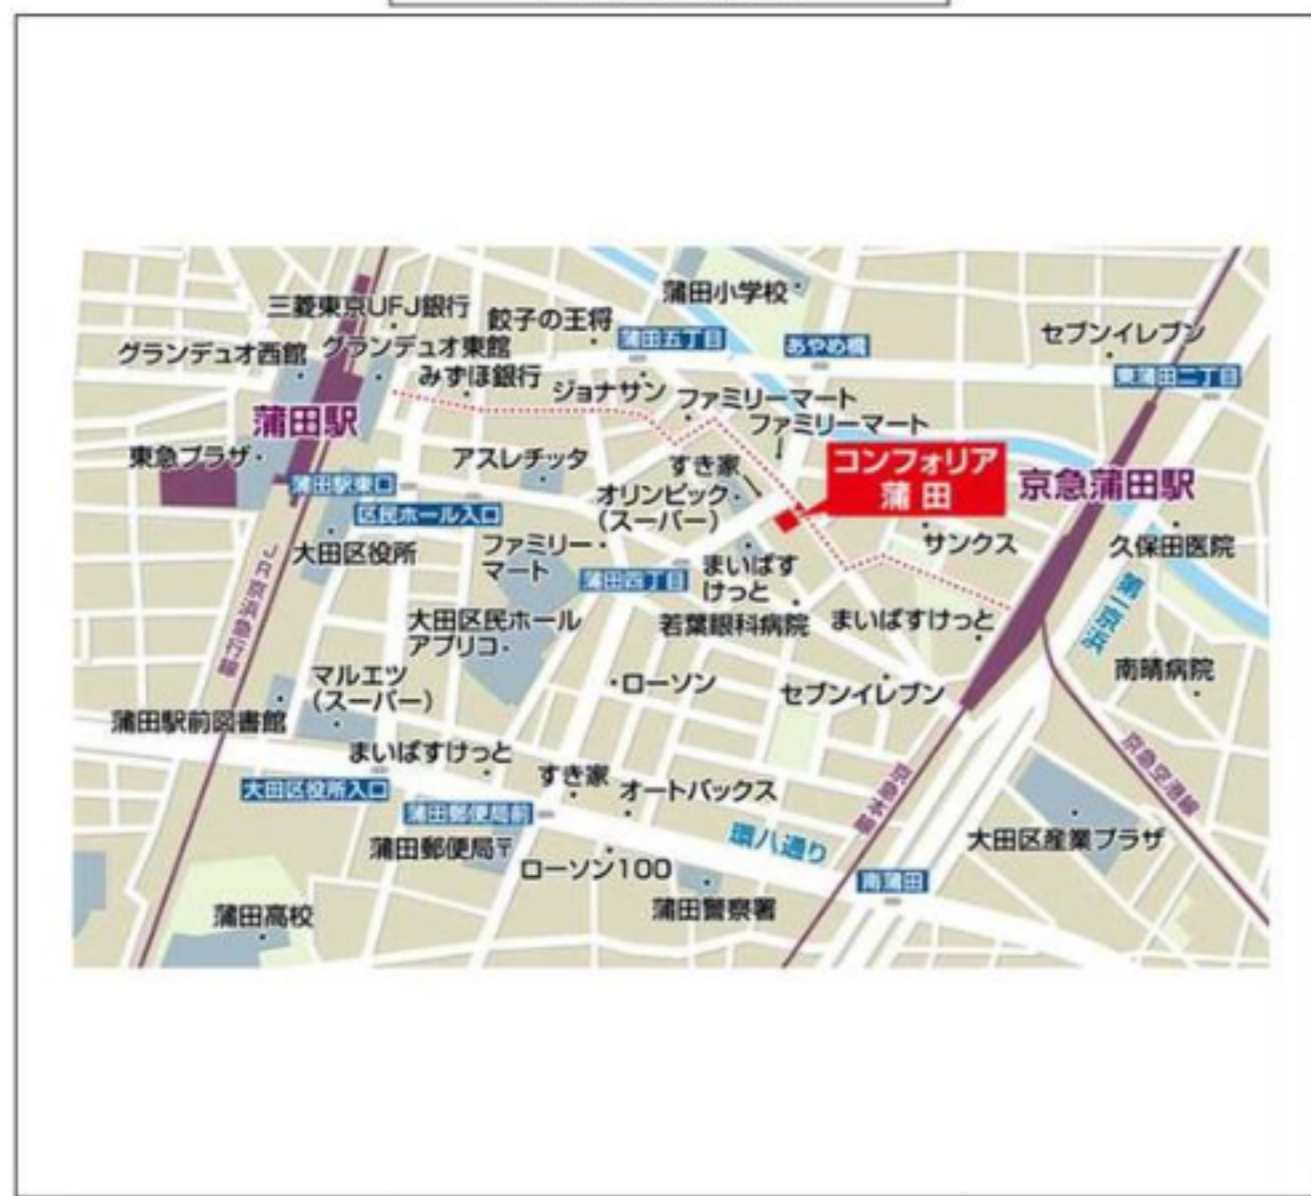 蒲田小学校
三菱東京UFJ銀行
餃子の王将
蒲田五丁目
あやめ橋
セブンイレブン
グランデュオ西館
グランデュオ東館
みずほ銀行
ジョナサン
ファミリーマート
東蒲田二丁目
蒲田駅
ファミリーマート
東急プラザ
アスレチッタ
すき家
コンフォリア
蒲田
京急蒲田駅
蒲田駅東口
オリンピック
(スーパー)
区民ホール入口
大田区役所
ファミリー
マート
サンクス
久保田医院
蒲田四丁目
まいばす
けっと
第一京浜
JR京浜急行線
大田区民ホール
アプリコ
若葉眼科病院
まいばすけっと
マルエツ
(スーパー)
ローソン
セブンイレブン
南晴病院
蒲田駅前図書館
まいばすけっと
すき家
オートバックス
京急本線
京急空港線
大田区役所入口
蒲田郵便局前
環八通り
大田区産業プラザ
蒲田郵便局〒
ローソン100
南蒲田
蒲田高校
蒲田警察署